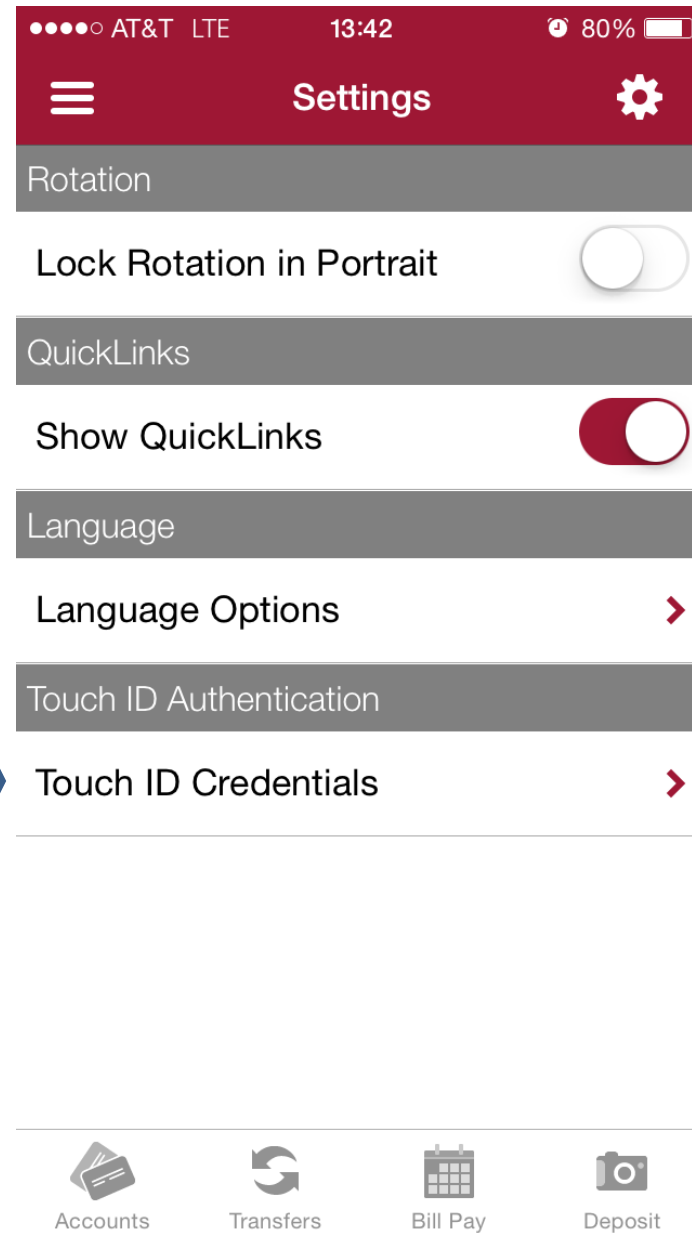 AT&T LTE 13:42 80%
Settings
Rotation
Lock Rotation in Portrait
QuickLinks
Show QuickLinks
Language
Language Options
Touch ID Authentication
Touch ID Credentials
Accounts Transfers Bill Pay Deposit